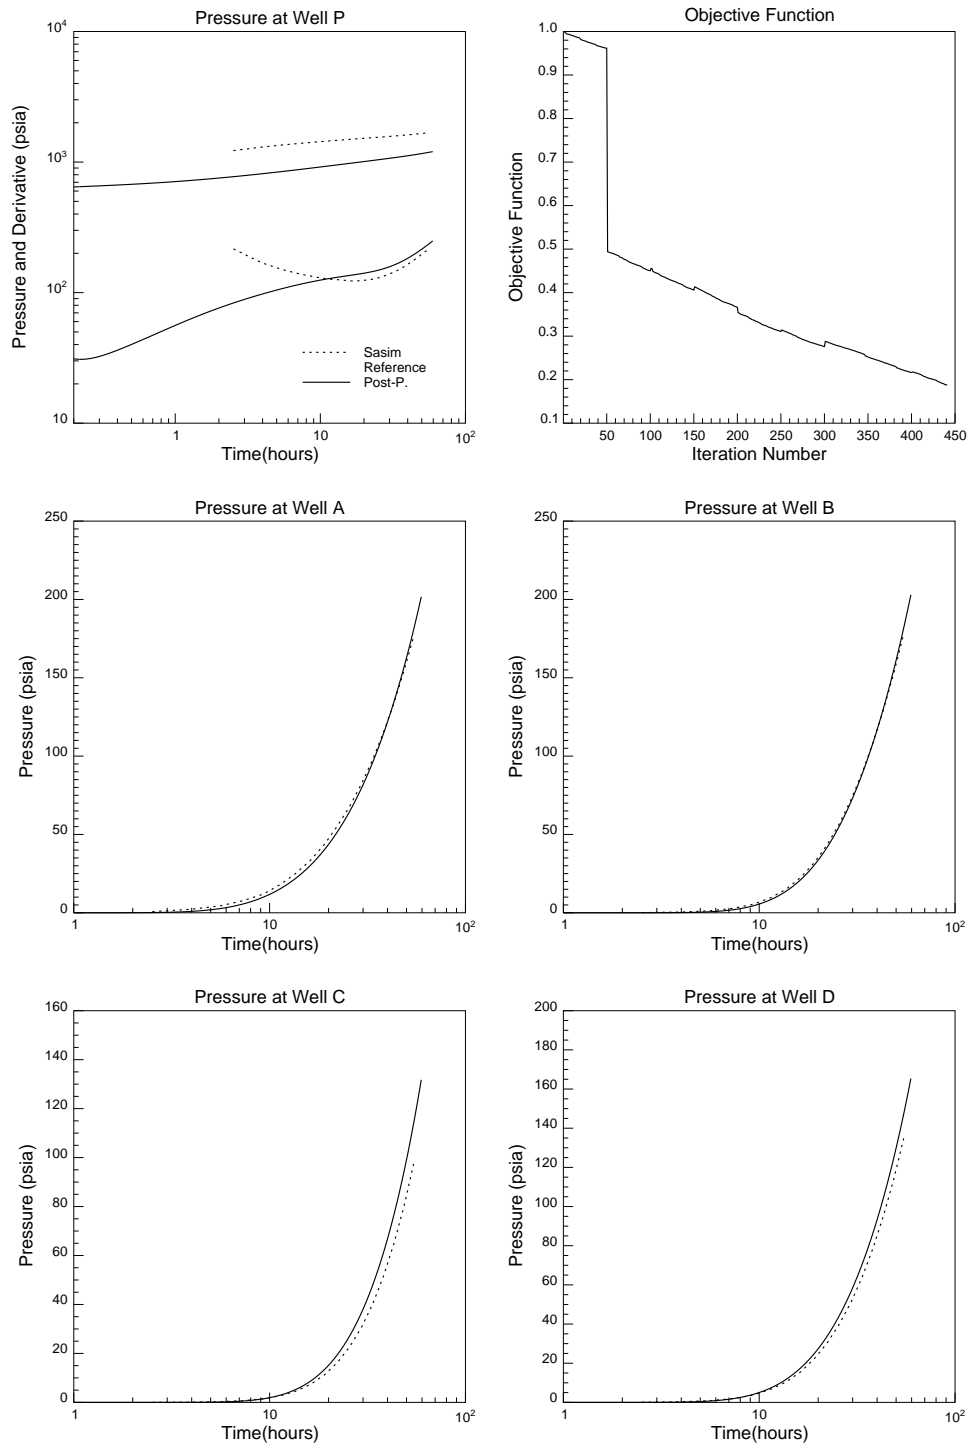 Pressure at Well P
Pressure and Derivative (psia)
10⁴
10³
10²
10
1
10
10²
Time(hours)
Sasim
Reference
Post-P.
Objective Function
Objective Function
1.0
0.9
0.8
0.7
0.6
0.5
0.4
0.3
0.2
0.1
50 100 150 200 250 300 350 400 450
Iteration Number
Pressure at Well A
Pressure (psia)
250
200
150
100
50
0
1 10 10²
Time(hours)
Pressure at Well B
Pressure (psia)
250
200
150
100
50
0
1 10 10²
Time(hours)
Pressure at Well C
Pressure (psia)
160
140
120
100
80
60
40
20
0
1 10 10²
Time(hours)
Pressure at Well D
Pressure (psia)
200
180
160
140
120
100
80
60
40
20
0
1 10 10²
Time(hours)